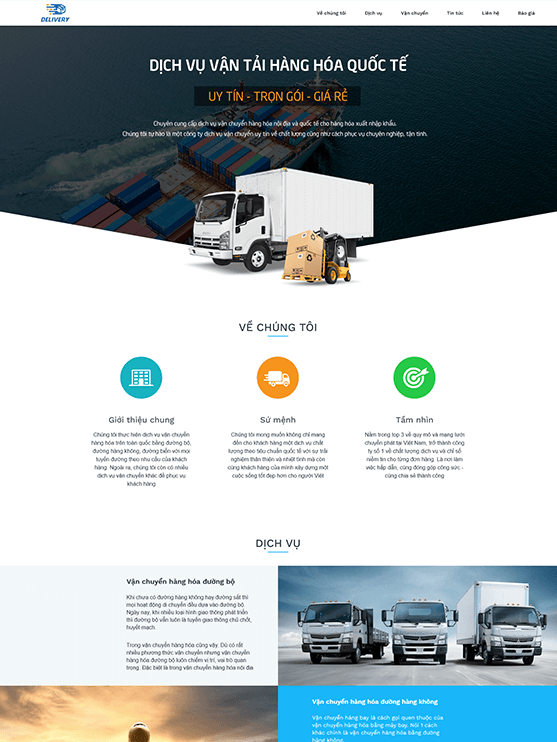 DELIVERY
Về chúng tôi Dịch vụ Vận chuyển Tin tức Liên hệ Báo giá
DỊCH VỤ VẬN TẢI HÀNG HÓA QUỐC TẾ
UY TÍN - TRỌN GÓI - GIÁ RẺ
Chuyên cung cấp dịch vụ vận chuyển hàng hóa nội địa và quốc tế cho hàng hóa xuất nhập khẩu.
Chúng tôi tự hào là một công ty dịch vụ vận chuyển uy tín về chất lượng cũng như cách phục vụ chuyên nghiệp, tận tình.
VỀ CHÚNG TÔI
Giới thiệu chung
Chúng tôi thực hiện dịch vụ vận chuyển
hàng hóa trên toàn quốc bằng đường bộ,
đường hàng không, đường biển với mọi
tuyến đường theo nhu cầu của khách
hàng. Ngoài ra, chúng tôi còn có nhiều
dịch vụ vận chuyển khác để phục vụ
khách hàng
Sứ mệnh
Chúng tôi mong muốn không chỉ mang
đến cho khách hàng một dịch vụ chất
lượng theo tiêu chuẩn quốc tế với sự trải
nghiệm thân thiện và nhiệt tình mà còn
cùng khách hàng của mình xây dựng một
cuộc sống tốt đẹp hơn cho người Việt
Tầm nhìn
Nằm trong top 3 về quy mô và mạng lưới
chuyển phát tại Việt Nam, trở thành công
ty số 1 về chất lượng dịch vụ và chỉ số
niềm tin cho từng đơn hàng. Là nơi làm
việc hấp dẫn, cùng đóng góp công sức -
cùng chia sẻ thành công
DỊCH VỤ
Vận chuyển hàng hóa đường bộ
Khi chưa có đường hàng không hay đường sắt thì
mọi hoạt động di chuyển đều dựa vào đường bộ.
Ngày nay, khi nhiều loại hình giao thông phát triển
thì đường bộ vẫn luôn là tuyến giao thông chủ chốt,
huyết mạch.
Trong vận chuyển hàng hóa cũng vậy. Dù có rất
nhiều phương thức vận chuyển nhưng vận chuyển
hàng hóa đường bộ luôn chiếm vị trí, vai trò quan
trọng. Đặc biệt là trong vận chuyển hàng hóa nội địa
Vận chuyển hàng hóa đường hàng không
Vận chuyển hàng bay là cách gọi quen thuộc của
vận chuyển hàng hóa bằng máy bay. Nói 1 cách
khác chính là vận chuyển hàng hóa bằng đường
hàng không.